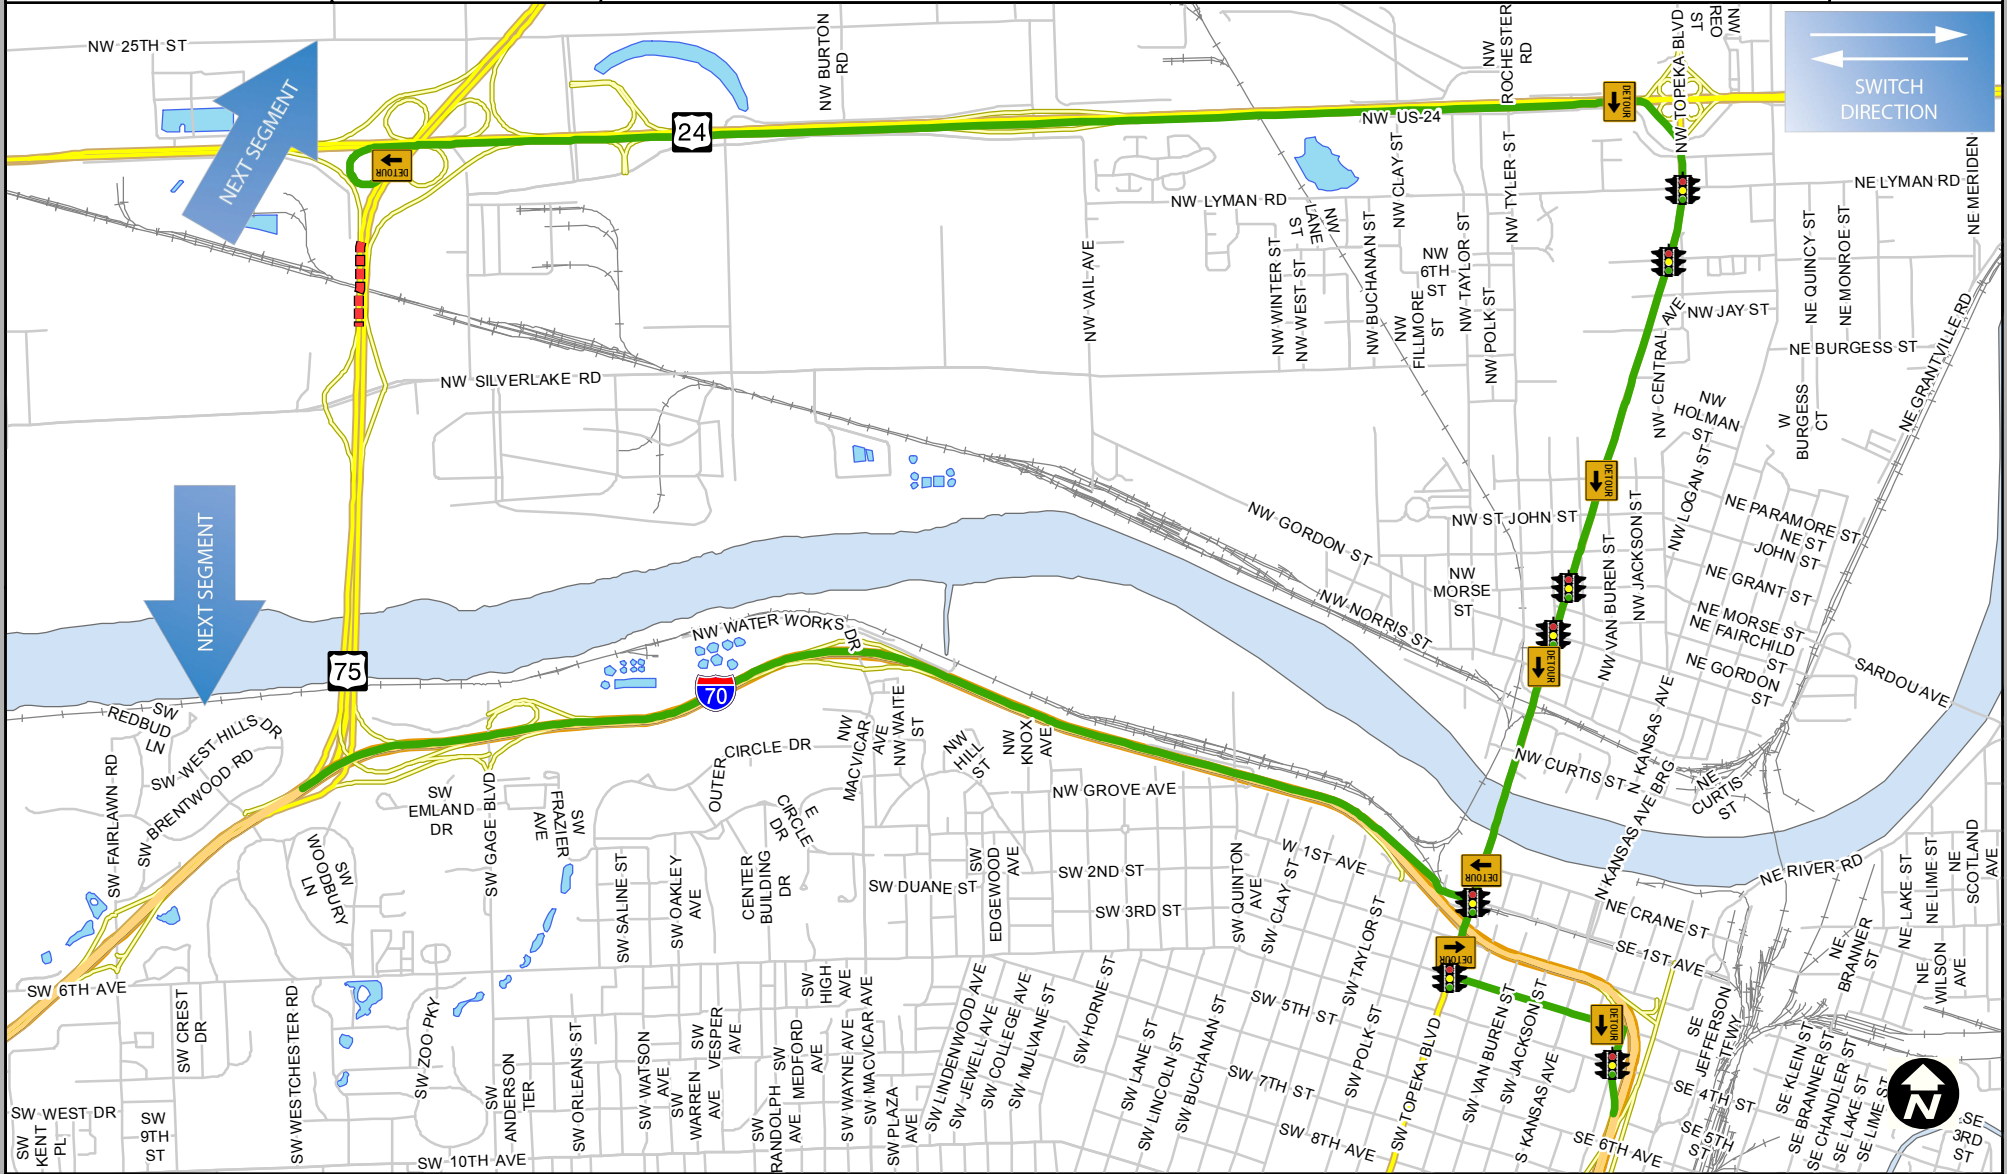 NW 25TH ST
NW BURTON
RD
NW
ROCHESTER
RD
NW TOPEKA BLVD
ST
REO
NW
SWITCH
DIRECTION
NEXT SEGMENT
24
NW US-24
DETOUR
DETOUR
NW LYMAN RD
NE LYMAN RD
NE MERIDEN
NW CLAY ST
NW TYLER ST
NW
LANE
ST
NW BUCHANAN ST
NW TAYLOR ST
NW
6TH
ST
NW WINTER ST
NW WEST ST
NW
FILLMORE
ST
NW POLK ST
NW VAIL AVE
NE QUINCY ST
NE MONROE ST
NW JAY ST
NW CENTRAL AVE
NE BURGESS ST
NE GRANTVILLE RD
NW SILVERLAKE RD
NW
HOLMAN
ST
W
BURGESS
CT
NW LOGAN ST
DETOUR
NEXT SEGMENT
NW GORDON ST
NW ST JOHN ST
NW VAN BUREN ST
NW JACKSON ST
NE PARAMORE ST
NE ST
JOHN ST
NE GRANT ST
NW
MORSE
ST
NW NORRIS ST
NE MORSE ST
NE FAIRCHILD
ST
NE GORDON
ST
SARDOU AVE
DETOUR
75
NW WATER WORKS DR
70
SW
REDBUD
LN
SW WEST HILLS DR
SW BRENTWOOD RD
SW FAIRLAWN RD
OUTER
CIRCLE DR
NW
MACVICAR
AVE
NW WAITE
ST
NW
HILL
ST
NW
KNOX
AVE
NW CURTIS ST
N KANSAS AVE
N KANSAS AVE BRG
NE
CURTIS
ST
SW
EMLAND
DR
SW GAGE BLVD
SW
FRAZIER
AVE
E
CIRCLE
DR
NW GROVE AVE
W 1ST AVE
SW
WOODBURY
LN
SW SALINE ST
SW OAKLEY
AVE
CENTER
BUILDING
DR
SW DUANE ST
SW
EDGEWOOD
AVE
SW 2ND ST
SW 3RD ST
SW QUINTON
AVE
SW CLAY ST
SW TAYLOR ST
DETOUR
DETOUR
NE RIVER RD
NE CRANE ST
SE 1ST AVE
NE LAKE ST
NE LIME ST
NE
SCOTLAND
AVE
NE
BRANNER
ST
NE
WILSON
AVE
SW 6TH AVE
SW CREST
DR
SW WESTCHESTER RD
SW ZOO PKY
SW
ANDERSON
TER
SW ORLEANS ST
SW WATSON
AVE
SW
WARREN
AVE
SW
VESPER
AVE
SW
HIGH
AVE
SW
RANDOLPH
AVE
SW
MEDFORD
AVE
SW WAYNE AVE
SW MACVICAR AVE
SW PLAZA
AVE
SW LINDENWOOD AVE
SW JEWELL AVE
SW COLLEGE AVE
SW MULVANE ST
SW HORNE ST
SW LANE ST
SW LINCOLN ST
SW BUCHANAN ST
SW 5TH ST
SW 7TH ST
SW 8TH AVE
SW POLK ST
SW TOPEKA BLVD
SW VAN BUREN ST
SW JACKSON ST
S KANSAS AVE
DETOUR
SE
JEFFERSON
ST
TFWY
SE 4TH ST
SE 5TH
ST
SE 6TH AVE
SE KLEIN ST
SE BRANNER ST
SE CHANDLER ST
SE LAKE ST
SE LIME ST
SE
3RD
ST
N
SW WEST DR
SW
KENT
PL
SW
9TH
ST
SW 10TH AVE